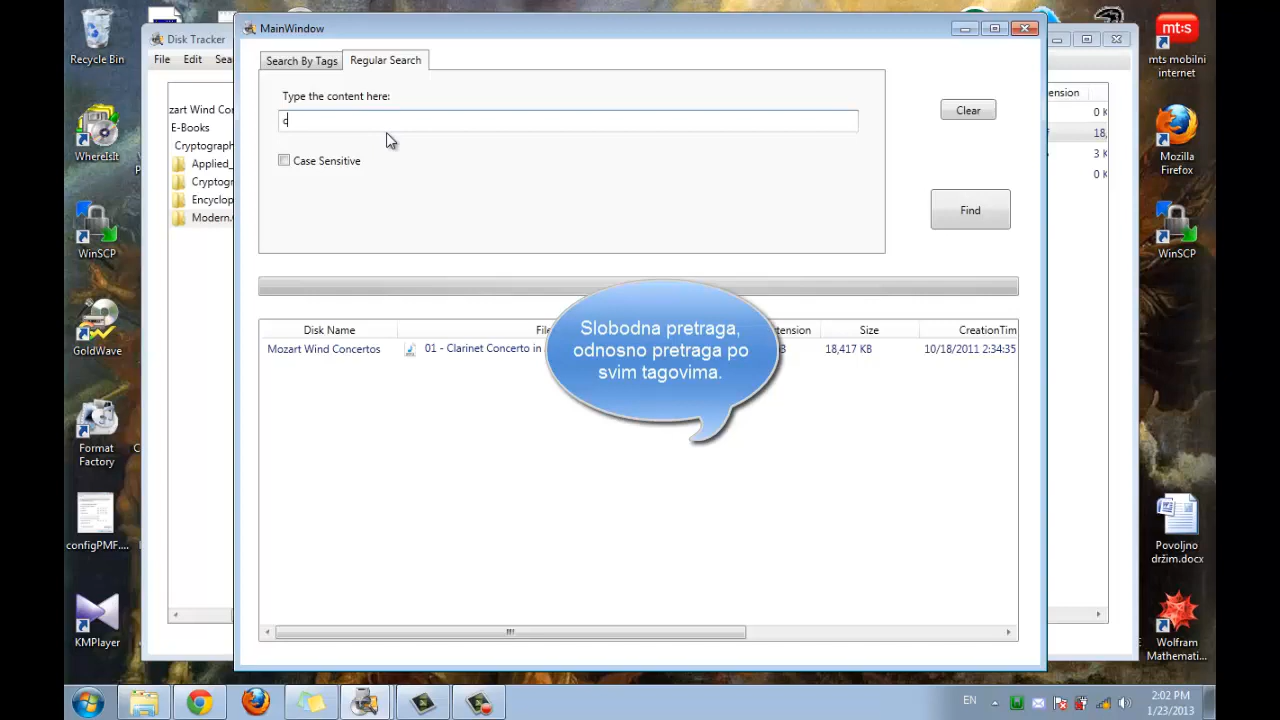 Recycle Bin
WhereIsIt
WinSCP
GoldWave
Format
Factory
configPMF....
KMPlayer
Disk Tracker
File Edit Sea
zart Wind Co
E-Books
Cryptograph
Applied_
Cryptogr
Encyclop
Modern.
MainWindow
Search By Tags Regular Search
Type the content here:
c
Case Sensitive
Clear
Find
Disk Name File ension Size CreationTim
Mozart Wind Concertos 01 - Clarinet Concerto in 3 18,417 KB 10/18/2011 2:34:35
Slobodna pretraga,
odnosno pretraga po
svim tagovima.
ension
0 K
18,
3 K
0 K
mt:s
mts mobilni
internet
Mozilla
Firefox
WinSCP
Povoljno
držim.docx
Wolfram
Mathemati...
EN
2:02 PM
1/23/2013